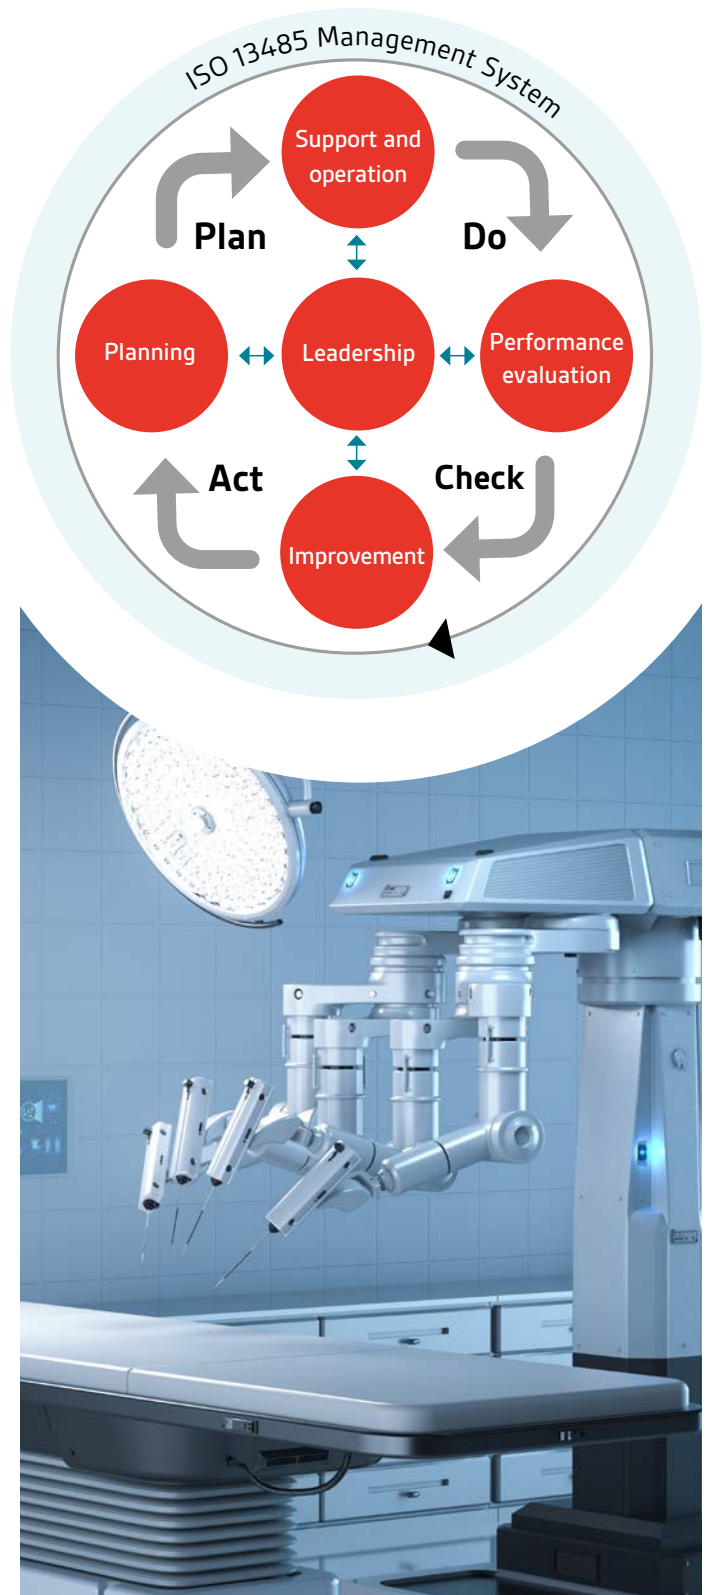 ISO 13485 Management System
Support and
operation
Plan
Do
Planning
Leadership
Performance
evaluation
Act
Check
Improvement